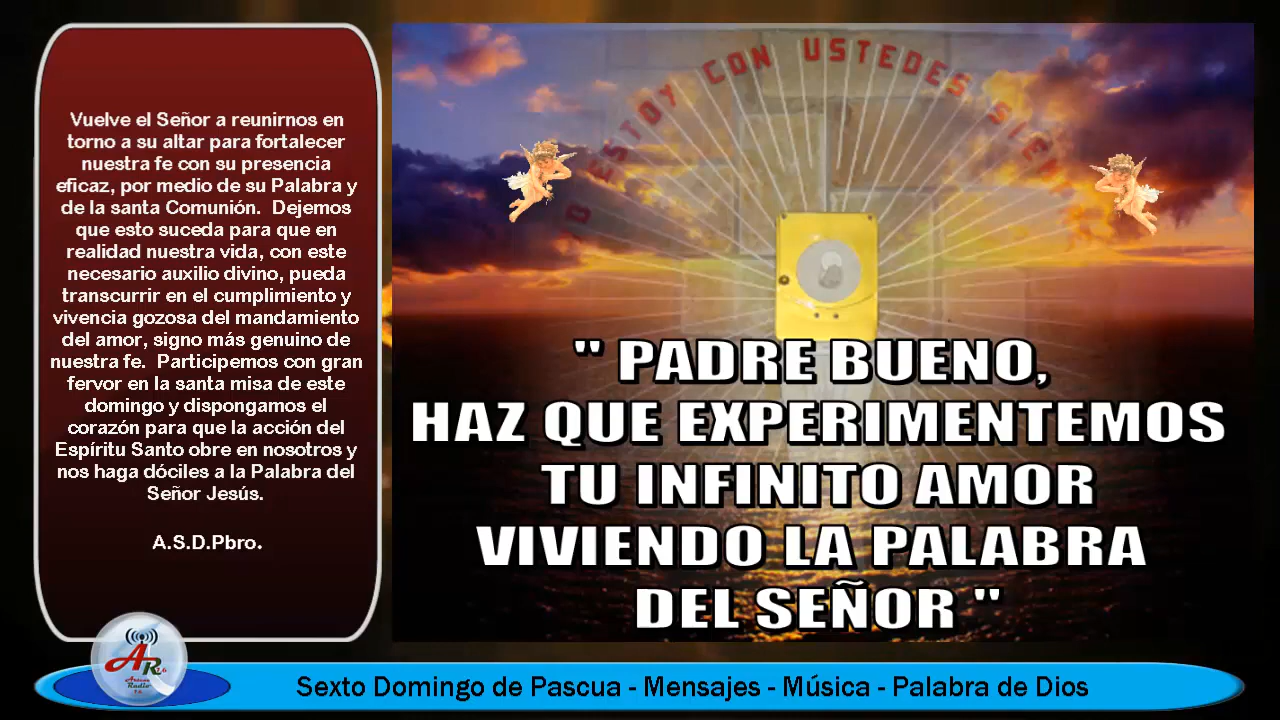 Vuelve el Señor a reunirnos en
torno a su altar para fortalecer
nuestra fe con su presencia
eficaz, por medio de su Palabra y
de la santa Comunión.  Dejemos
que esto suceda para que en
realidad nuestra vida, con este
necesario auxilio divino, pueda
transcurrir en el cumplimiento y
vivencia gozosa del mandamiento
del amor, signo más genuino de
nuestra fe.  Participemos con gran
fervor en la santa misa de este
domingo y dispongamos el
corazón para que la acción del
Espíritu Santo obre en nosotros y
nos haga dóciles a la Palabra del
Señor Jesús.
A.S.D.Pbro.
ESTOY CON USTEDES
" PADRE BUENO,
HAZ QUE EXPERIMENTEMOS
TU INFINITO AMOR
VIVIENDO LA PALABRA
DEL SEÑOR "
AR
Radio
Sexto Domingo de Pascua - Mensajes - Música - Palabra de Dios